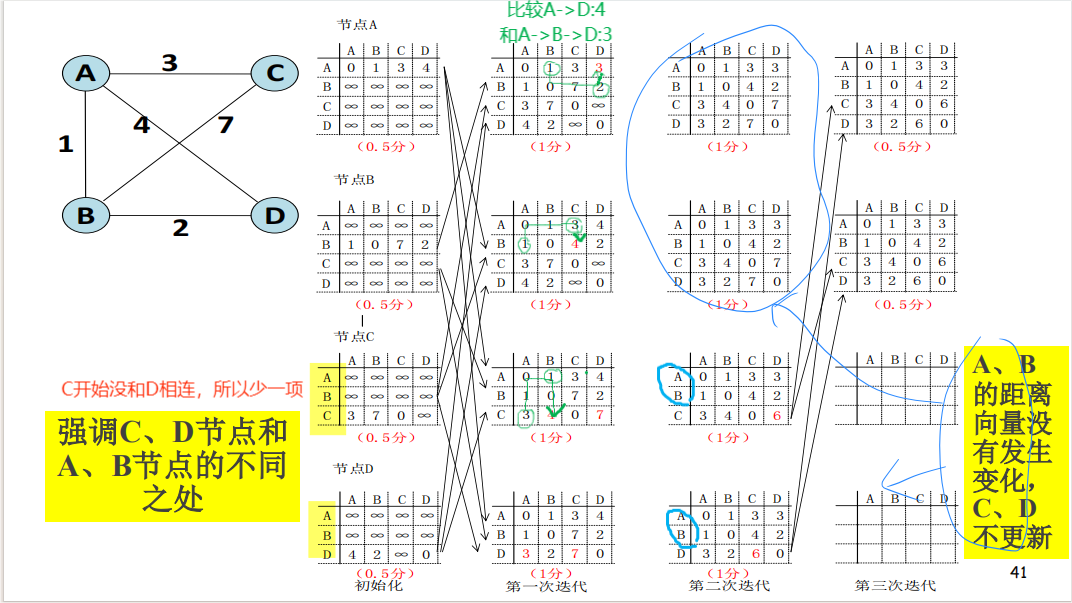 比较A->D:4
和A->B->D:3
A 3 C
4 7
1
B 2 D
节点A
A B C D A B C D A B C D A B C D
A 0 1 3 4 A 0 1 3 3 A 0 1 3 3 A 0 1 3 3
B ∞ ∞ ∞ ∞ B 1 0 7 2 B 1 0 4 2 B 1 0 4 2
C ∞ ∞ ∞ ∞ C 3 7 0 ∞ C 3 4 0 7 C 3 4 0 6
D ∞ ∞ ∞ ∞ D 4 2 ∞ 0 D 3 2 7 0 D 3 2 6 0
(0.5分) (1分) (1分) (0.5分)
节点B
A B C D A B C D A B C D A B C D
A ∞ ∞ ∞ ∞ A 0 1 3 4 A 0 1 3 3 A 0 1 3 3
B 1 0 7 2 B 1 0 4 2 B 1 0 4 2 B 1 0 4 2
C ∞ ∞ ∞ ∞ C 3 7 0 ∞ C 3 4 0 7 C 3 4 0 6
D ∞ ∞ ∞ ∞ D 4 2 ∞ 0 D 3 2 7 0 D 3 2 6 0
(0.5分) (1分) (1分) (0.5分)
节点C
A B C D A B C D A B C D A B C D
A ∞ ∞ ∞ ∞ A 0 1 3 4 A 0 1 3 3
B ∞ ∞ ∞ ∞ B 1 0 7 2 B 1 0 4 2
C 3 7 0 ∞ C 3 4 0 7 C 3 4 0 6
(0.5分) (1分) (1分)
节点D
A B C D A B C D A B C D A B C D
A ∞ ∞ ∞ ∞ A 0 1 3 4 A 0 1 3 3
B ∞ ∞ ∞ ∞ B 1 0 7 2 B 1 0 4 2
D 4 2 ∞ 0 D 3 2 7 0 D 3 2 6 0
(0.5分) (1分) (1分)
初始化 第一次迭代 第二次迭代 第三次迭代
C开始没和D相连，所以少一项
强调C、D节点和
A、B节点的不同
之处
A、B
的距离
向量没
有发生
变化，
C、D
不更新
41